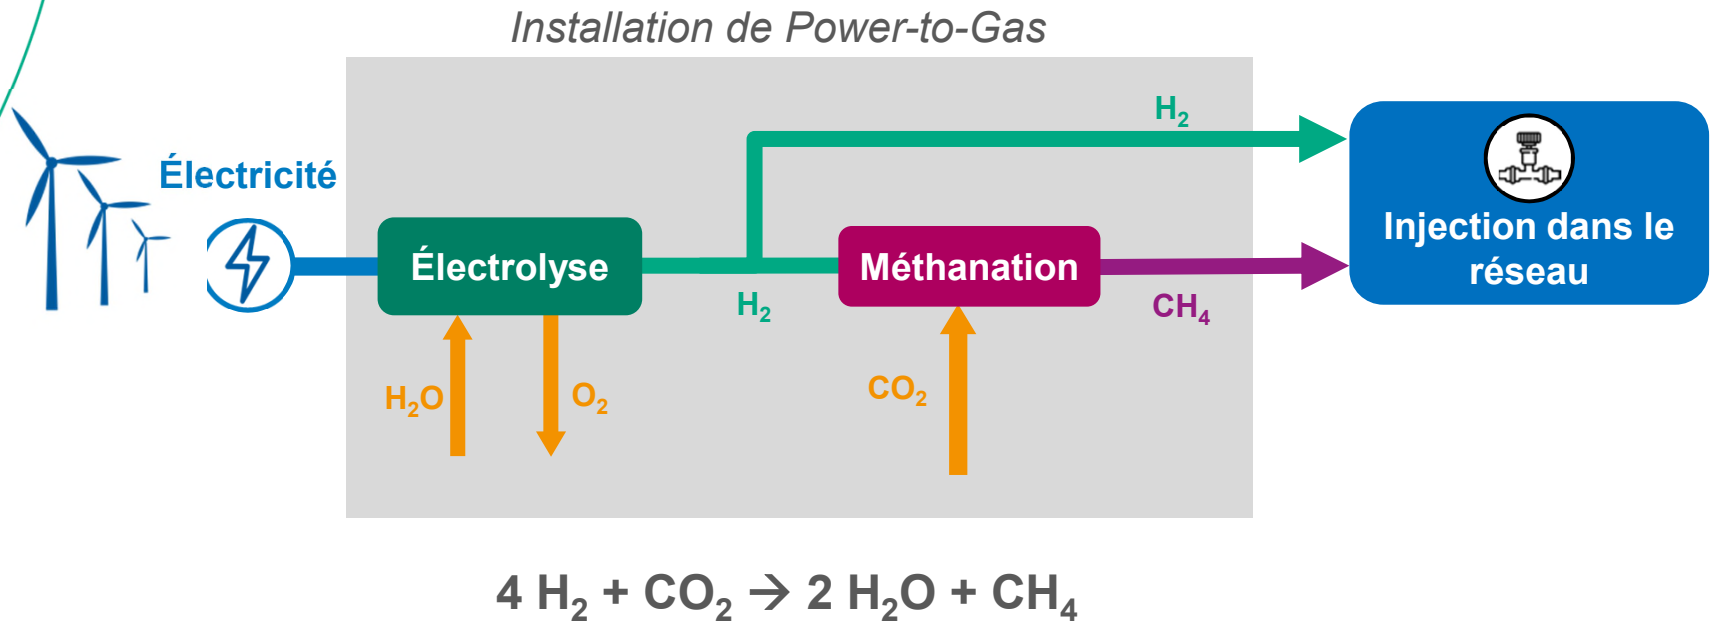 Installation de Power-to-Gas
H₂
Électricité
Injection dans le
réseau
Électrolyse
Méthanation
H₂
CH₄
H₂O
O₂
CO₂
4 H₂ + CO₂ → 2 H₂O + CH₄